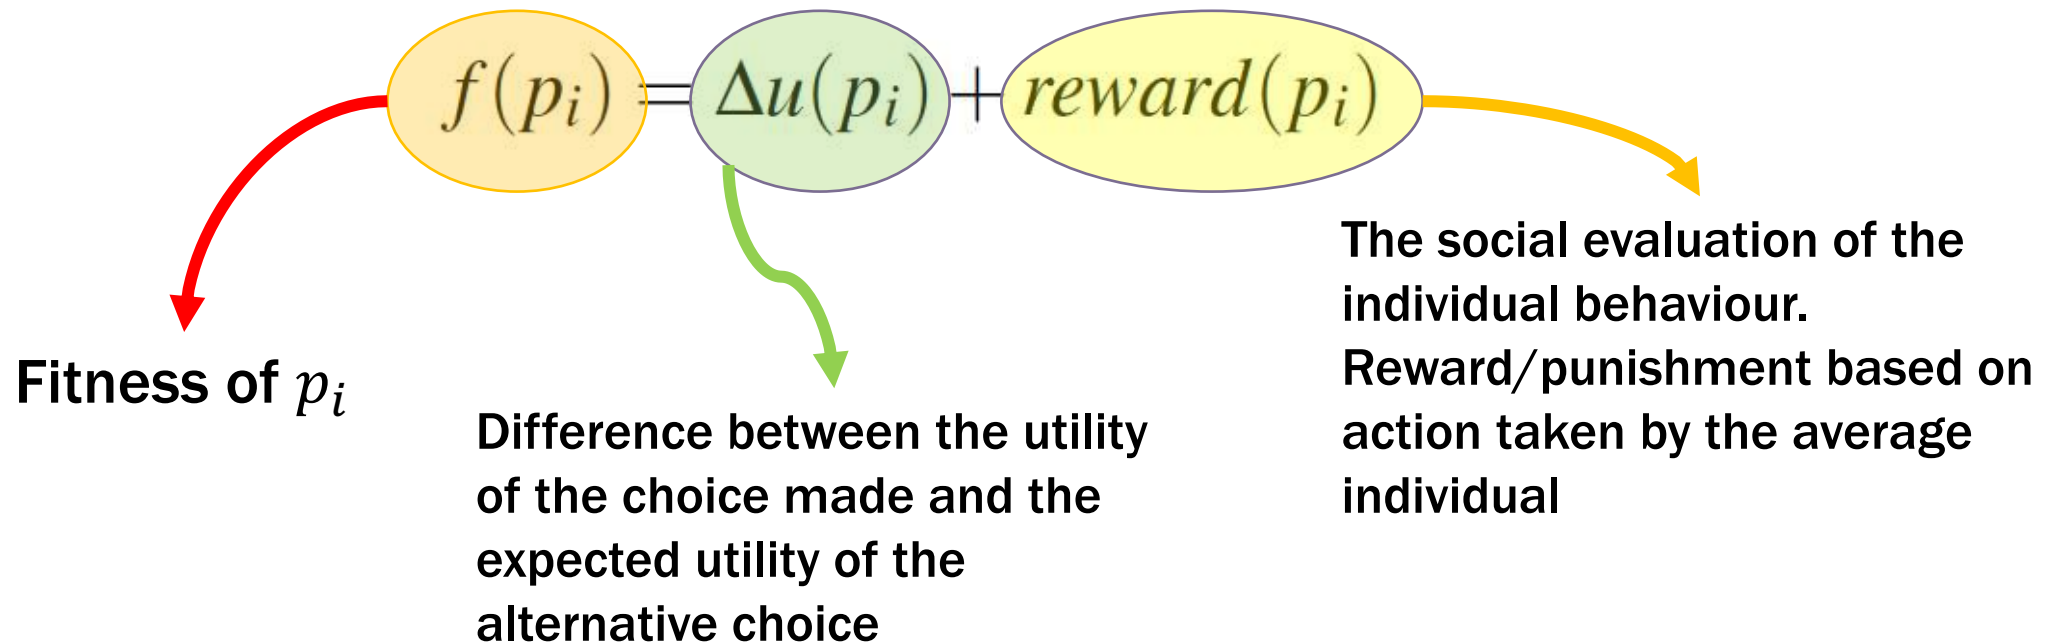 f(pᵢ) = Δu(pᵢ) + reward(pᵢ)
Fitness of pᵢ
Difference between the utility
of the choice made and the
expected utility of the
alternative choice
The social evaluation of the
individual behaviour.
Reward/punishment based on
action taken by the average
individual